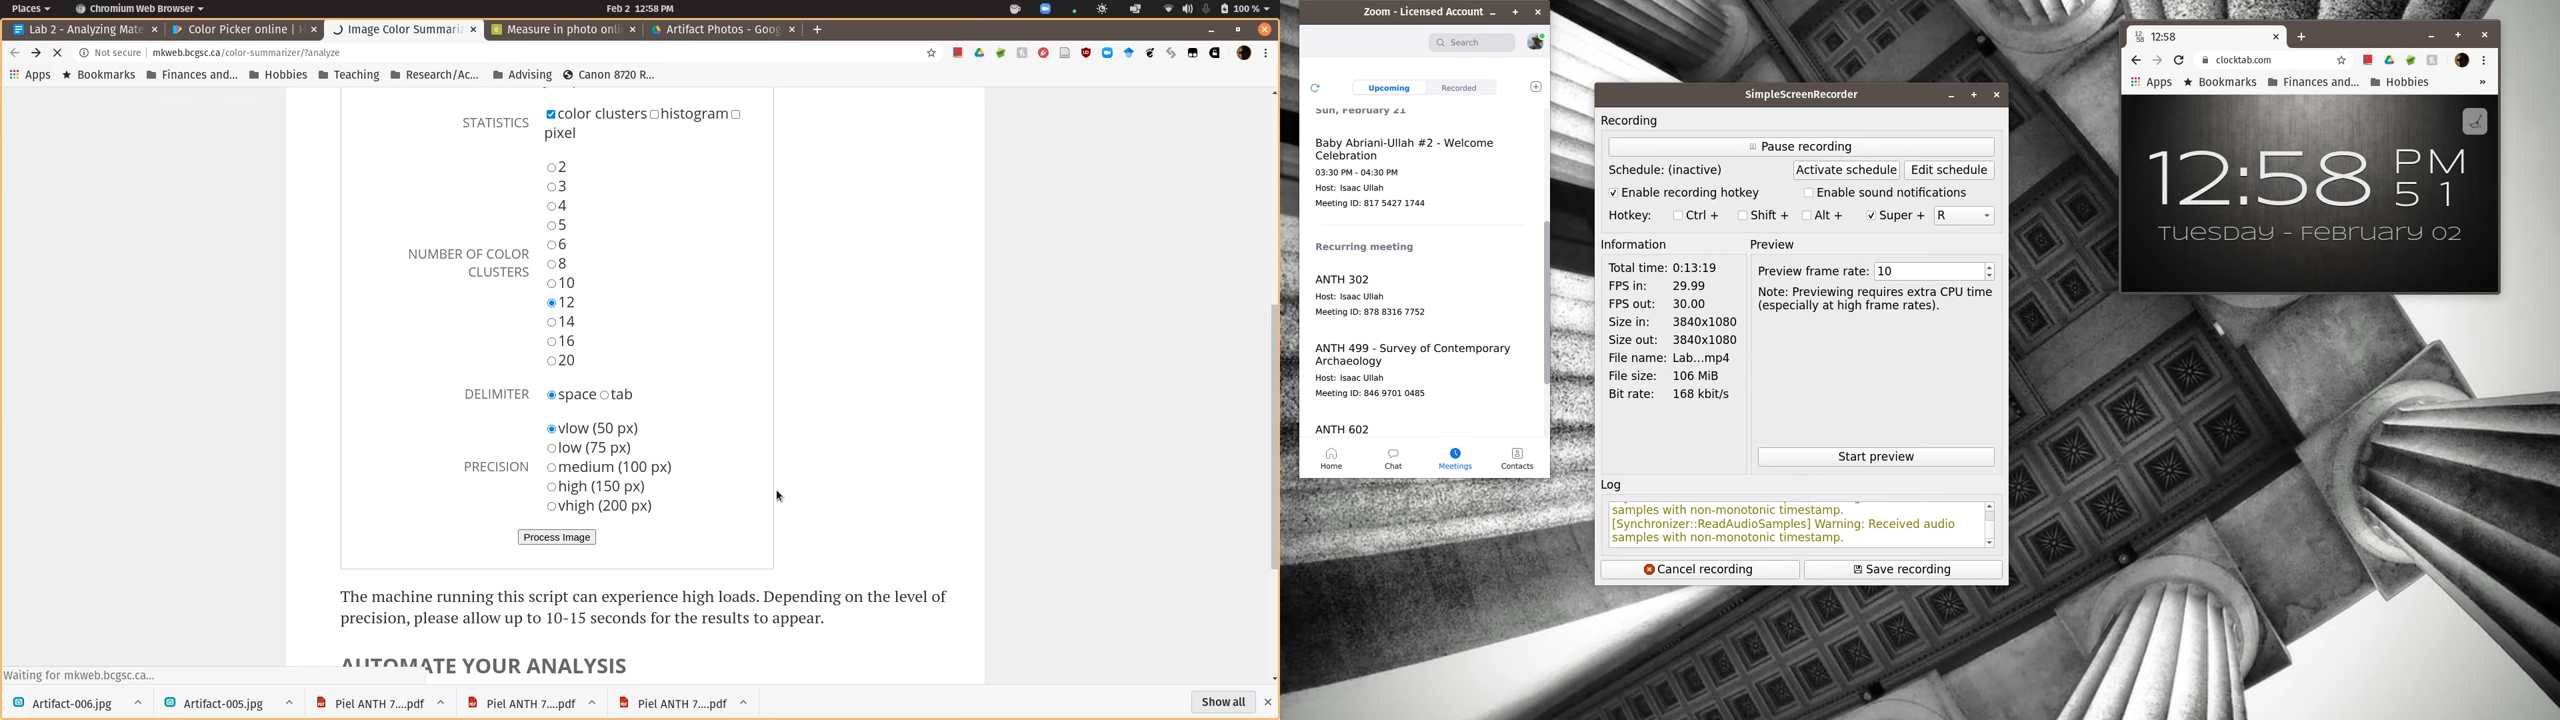 Places
Chromium Web Browser
Feb 2 12:58 PM
100 %
Lab 2 - Analyzing Mate
Color Picker online | H
Image Color Summariz
Measure in photo onli
Artifact Photos - Goog
Not secure | mkweb.bcgsc.ca/color-summarizer/?analyze
Apps
Bookmarks
Finances and...
Hobbies
Teaching
Research/Ac...
Advising
Canon 8720 R...
STATISTICS
color clusters
histogram
pixel
2
3
4
5
6
8
10
12
14
16
20
NUMBER OF COLOR
CLUSTERS
DELIMITER
space
tab
vlow (50 px)
low (75 px)
medium (100 px)
high (150 px)
vhigh (200 px)
PRECISION
Process Image
The machine running this script can experience high loads. Depending on the level of
precision, please allow up to 10-15 seconds for the results to appear.
AUTOMATE YOUR ANALYSIS
Waiting for mkweb.bcgsc.ca...
Artifact-006.jpg
Artifact-005.jpg
Piel ANTH 7....pdf
Piel ANTH 7....pdf
Piel ANTH 7....pdf
Show all
Zoom - Licensed Account
Search
Upcoming
Recorded
Sun, February 21
Baby Abriani-Ullah #2 - Welcome
Celebration
03:30 PM - 04:30 PM
Host: Isaac Ullah
Meeting ID: 817 5427 1744
Recurring meeting
ANTH 302
Host: Isaac Ullah
Meeting ID: 878 8316 7752
ANTH 499 - Survey of Contemporary
Archaeology
Host: Isaac Ullah
Meeting ID: 846 9701 0485
ANTH 602
Home
Chat
Meetings
Contacts
SimpleScreenRecorder
Recording
Pause recording
Schedule: (inactive)
Activate schedule
Edit schedule
Enable recording hotkey
Enable sound notifications
Hotkey:
Ctrl +
Shift +
Alt +
Super +
R
Information
Total time: 0:13:19
FPS in: 29.99
FPS out: 30.00
Size in: 3840x1080
Size out: 3840x1080
File name: Lab...mp4
File size: 106 MiB
Bit rate: 168 kbit/s
Preview
Preview frame rate: 10
Note: Previewing requires extra CPU time
(especially at high frame rates).
Start preview
Log
samples with non-monotonic timestamp.
[Synchronizer::ReadAudioSamples] Warning: Received audio
samples with non-monotonic timestamp.
Cancel recording
Save recording
12:58
clocktab.com
Apps
Bookmarks
Finances and...
Hobbies
»
12:58 PM
51
Tuesday - February 02